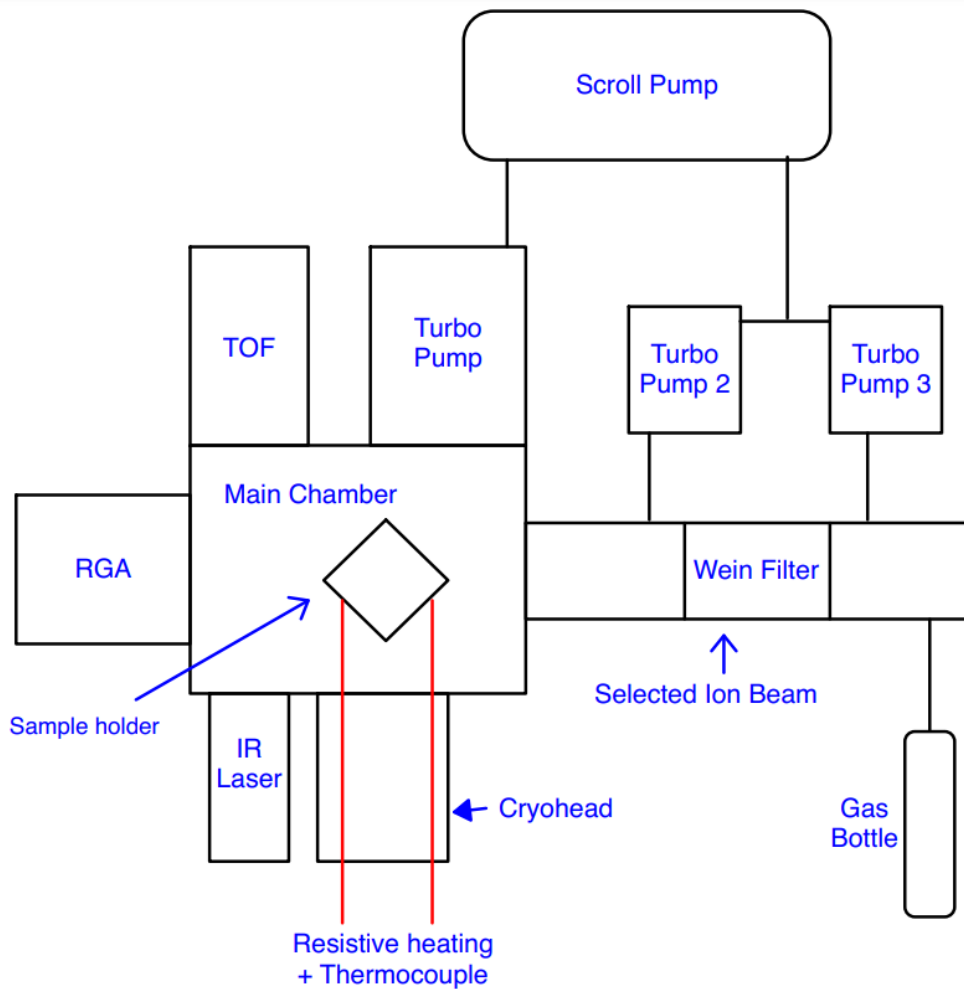 Scroll Pump
TOF
Turbo
Pump
Turbo
Pump 2
Turbo
Pump 3
Main Chamber
RGA
Wein Filter
Selected Ion Beam
Sample holder
IR
Laser
Cryohead
Gas
Bottle
Resistive heating
+ Thermocouple